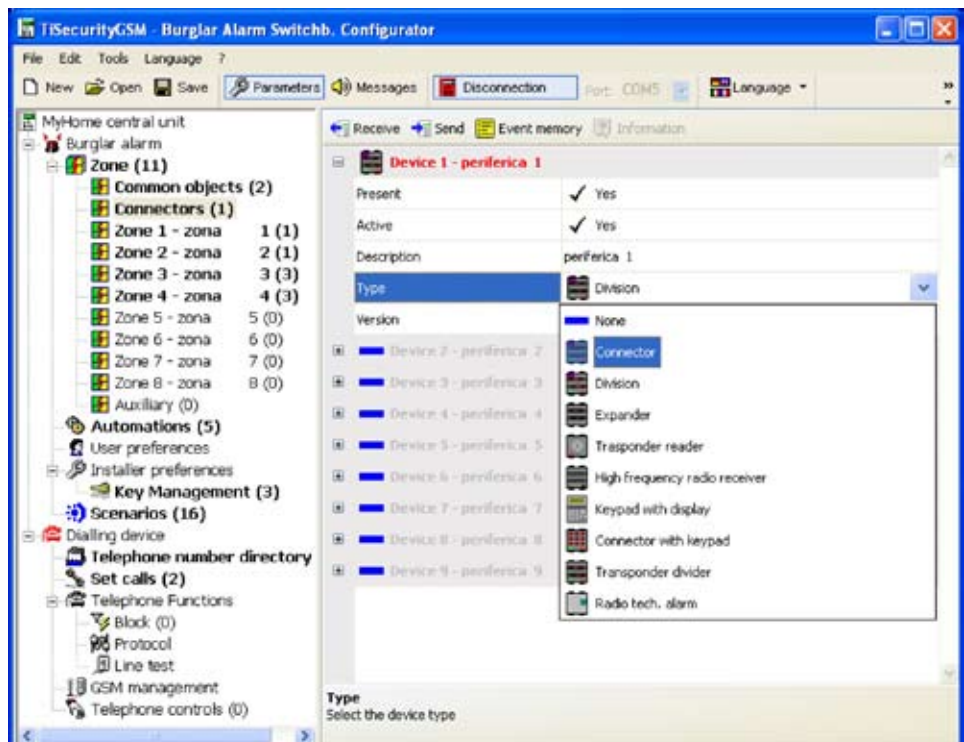 TiSecurityGSM - Burglar Alarm Switchb. Configurator
File Edit Tools Language ?
New Open Save Parameters Messages Disconnection Port: COM5 Language
Receive Send Event memory Information
MyHome central unit
Burglar alarm
Zone (11)
Common objects (2)
Connectors (1)
Zone 1 - zona 1 (1)
Zone 2 - zona 2 (1)
Zone 3 - zona 3 (3)
Zone 4 - zona 4 (3)
Zone 5 - zona 5 (0)
Zone 6 - zona 6 (0)
Zone 7 - zona 7 (0)
Zone 8 - zona 8 (0)
Auxiliary (0)
Automations (5)
User preferences
Installer preferences
Key Management (3)
Scenarios (16)
Dialling device
Telephone number directory
Set calls (2)
Telephone Functions
Block (0)
Protocol
Line test
GSM management
Telephone controls (0)
Device 1 - periferica 1
Present Yes
Active Yes
Description periferica 1
Type Division
Version
None
Connector
Division
Expander
Trasponder reader
High frequency radio receiver
Keypad with display
Connector with keypad
Transponder divider
Radio tech. alarm
Device 2 - periferica 2
Device 3 - periferica 3
Device 4 - periferica 4
Device 5 - periferica 5
Device 6 - periferica 6
Device 7 - periferica 7
Device 8 - periferica 8
Device 9 - periferica 9
Type
Select the device type